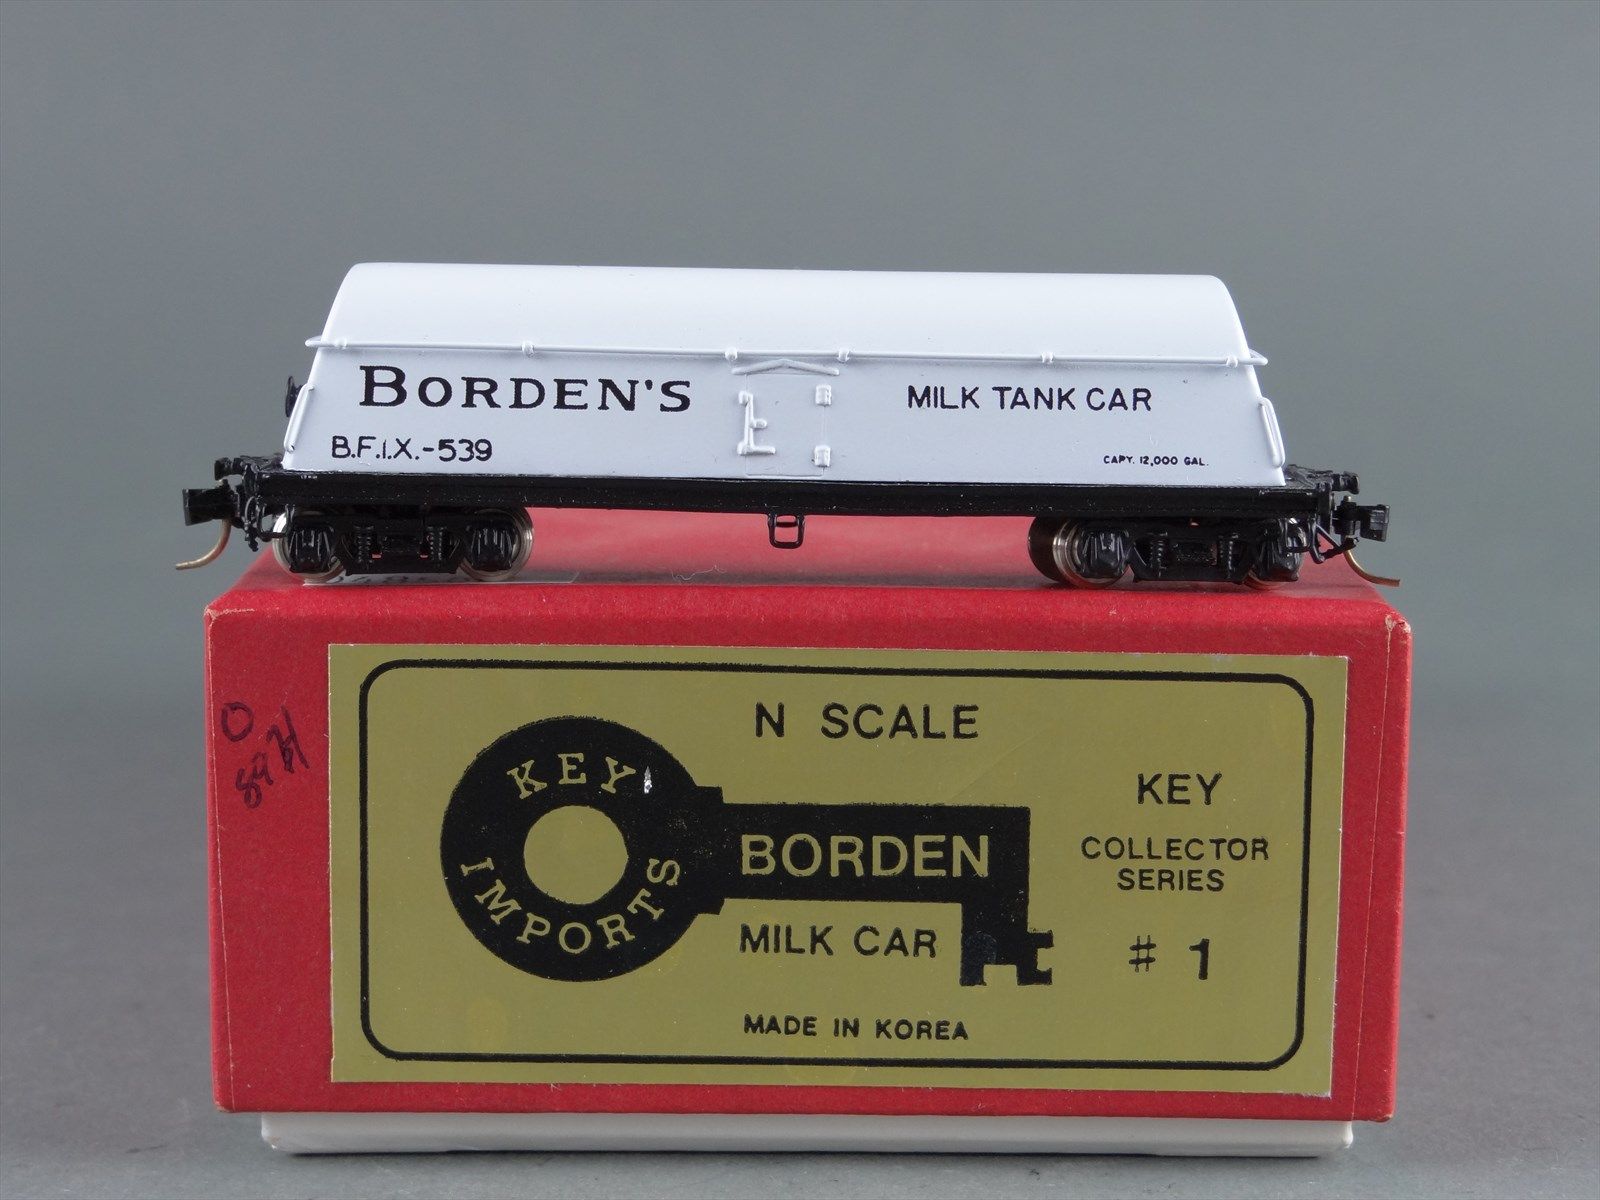 BORDEN'S
MILK TANK CAR
B.F.I.X.-539
CAPY. 12,000 GAL.
N SCALE
KEY IMPORTS
BORDEN
MILK CAR
MADE IN KOREA
KEY
COLLECTOR
SERIES
# 1